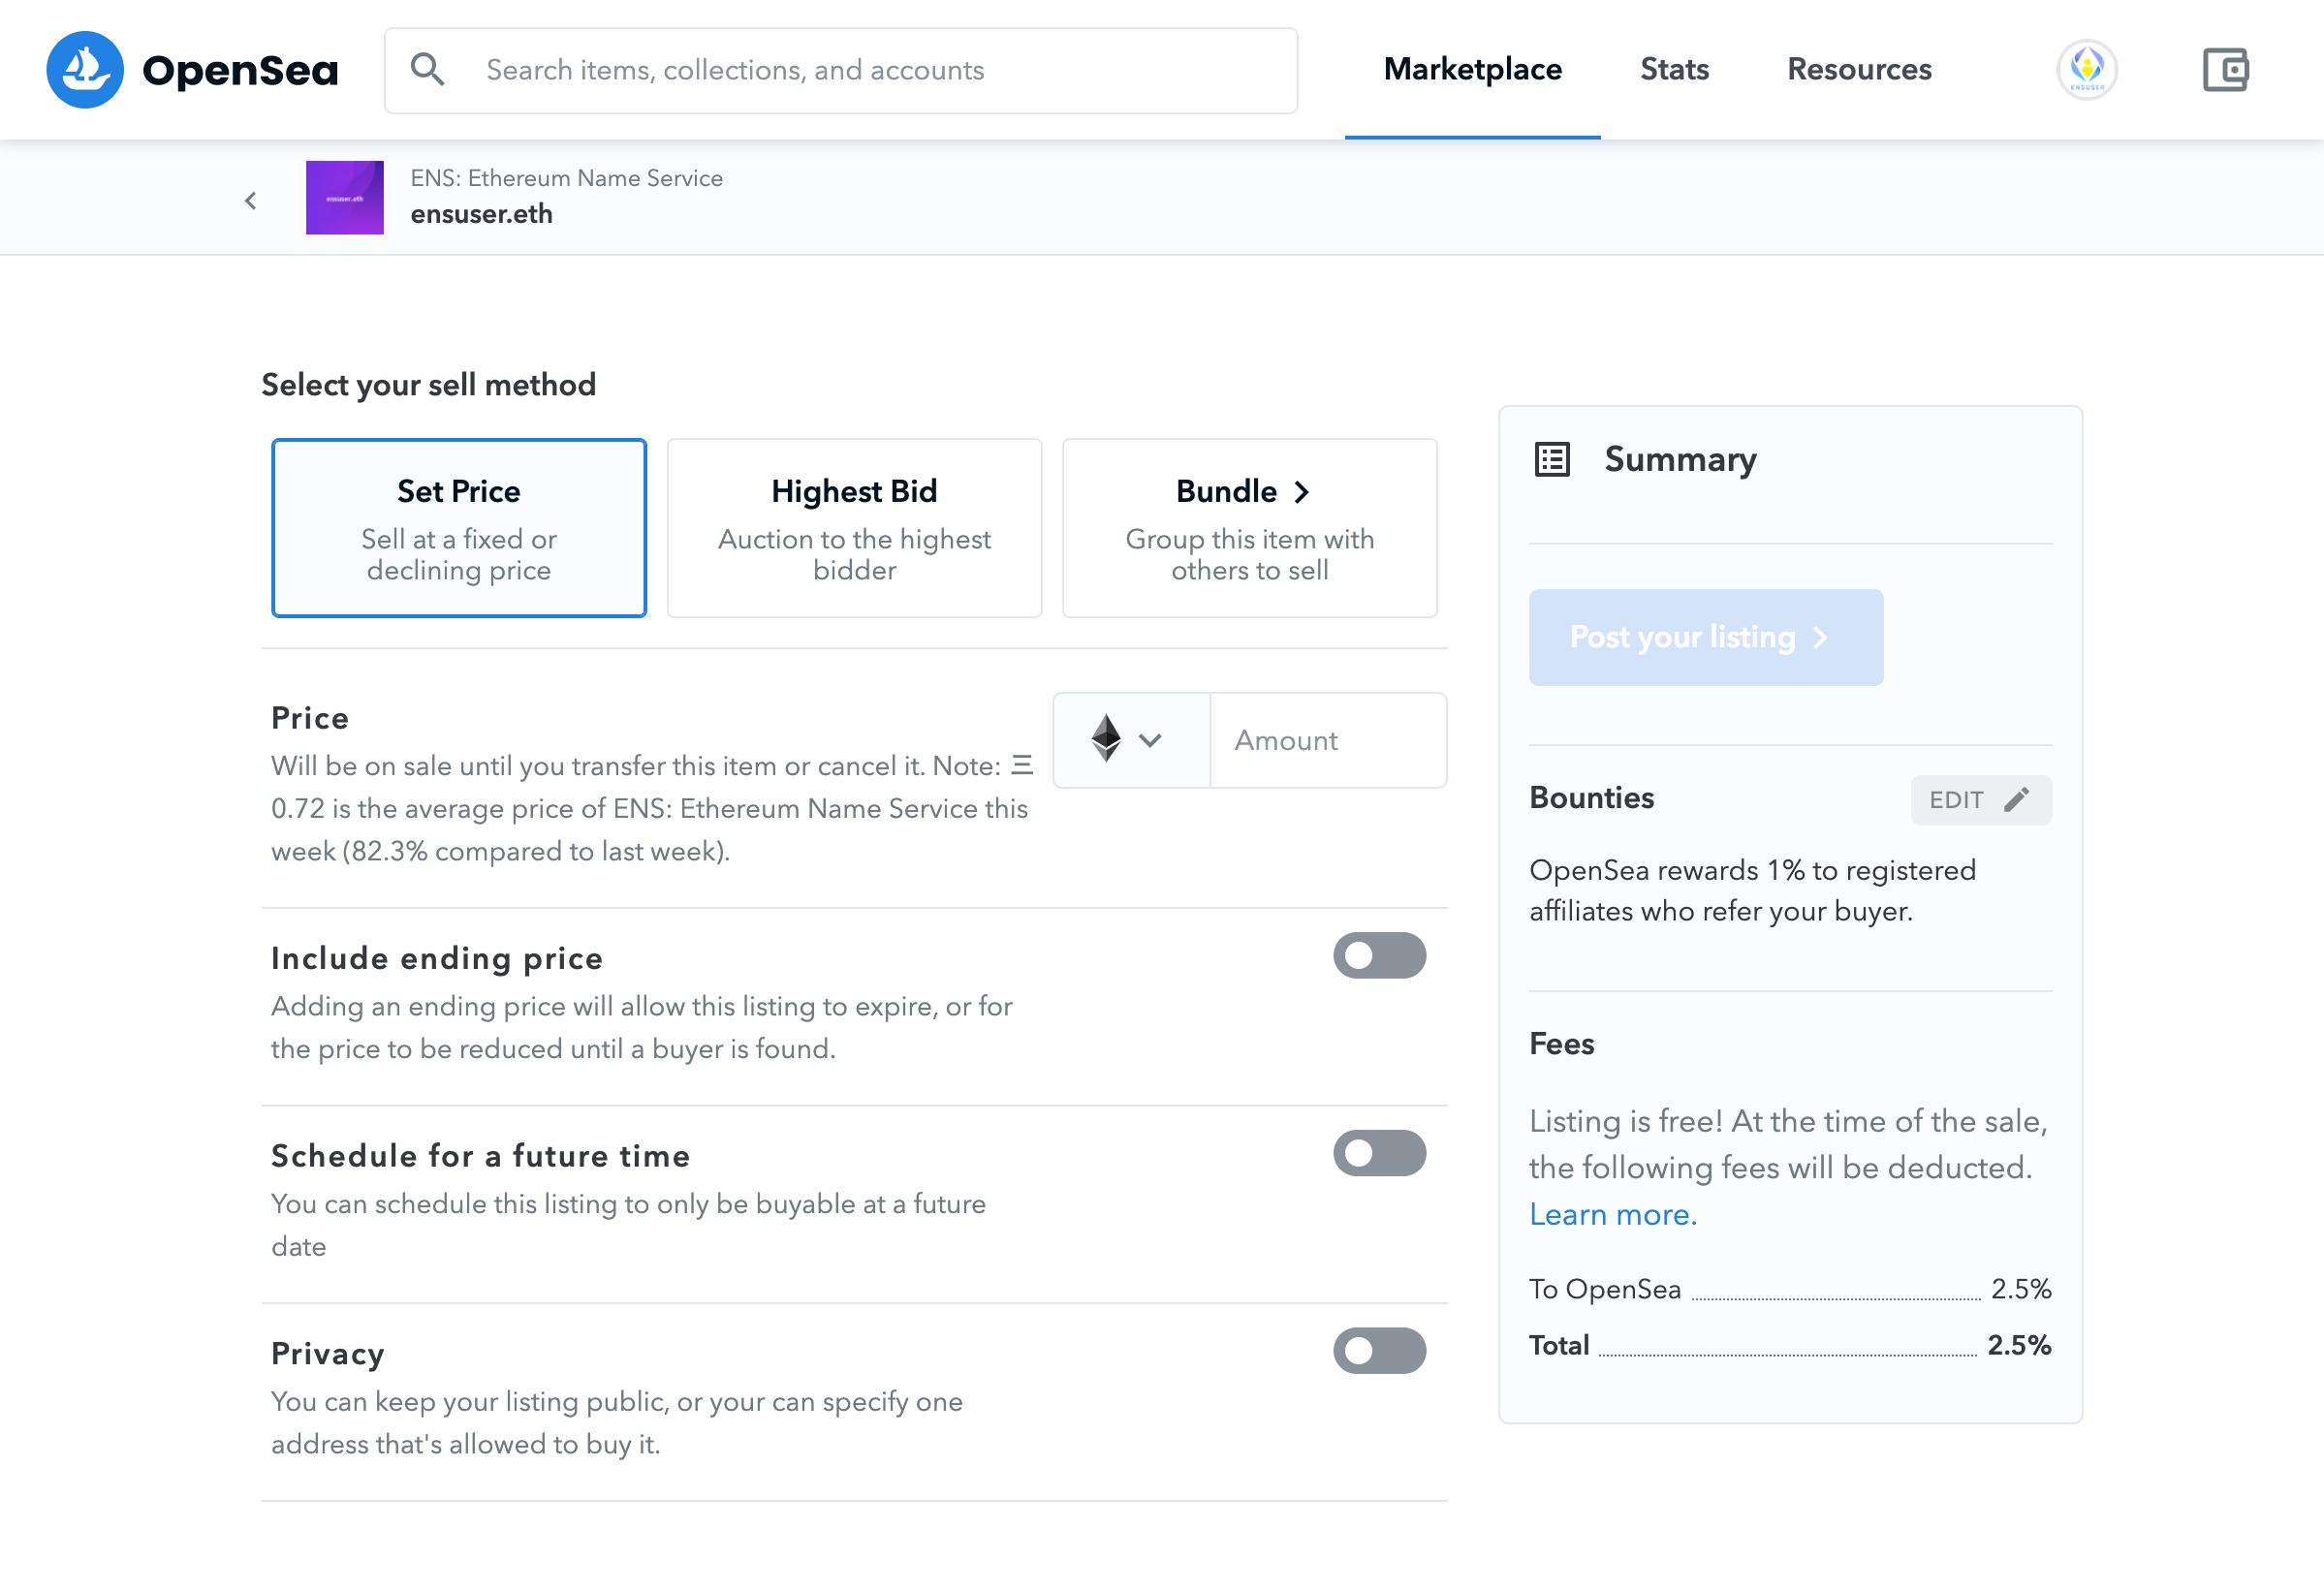 OpenSea
Search items, collections, and accounts
Marketplace
Stats
Resources
ENSUSER
ensuser.eth
ENS: Ethereum Name Service
ensuser.eth
Select your sell method
Set Price
Sell at a fixed or
declining price
Highest Bid
Auction to the highest
bidder
Bundle
Group this item with
others to sell
Price
Will be on sale until you transfer this item or cancel it. Note: Ξ
0.72 is the average price of ENS: Ethereum Name Service this
week (82.3% compared to last week).
Amount
Include ending price
Adding an ending price will allow this listing to expire, or for
the price to be reduced until a buyer is found.
Schedule for a future time
You can schedule this listing to only be buyable at a future
date
Privacy
You can keep your listing public, or your can specify one
address that's allowed to buy it.
Summary
Post your listing
Bounties
EDIT
OpenSea rewards 1% to registered
affiliates who refer your buyer.
Fees
Listing is free! At the time of the sale,
the following fees will be deducted.
Learn more.
To OpenSea 2.5%
Total 2.5%